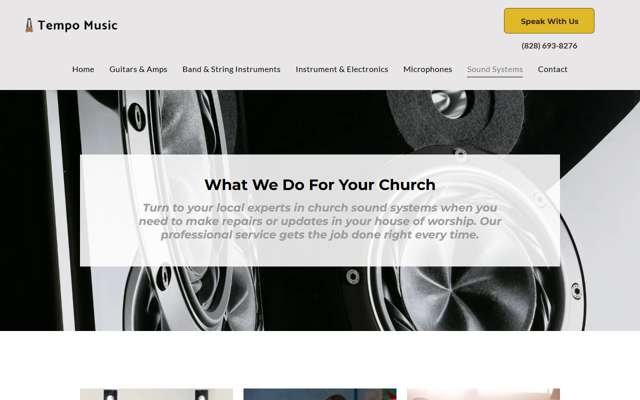 Tempo Music
Speak With Us
(828) 693-8276
Home Guitars & Amps Band & String Instruments Instrument & Electronics Microphones Sound Systems Contact
What We Do For Your Church
Turn to your local experts in church sound systems when you
need to make repairs or updates in your house of worship. Our
professional service gets the job done right every time.